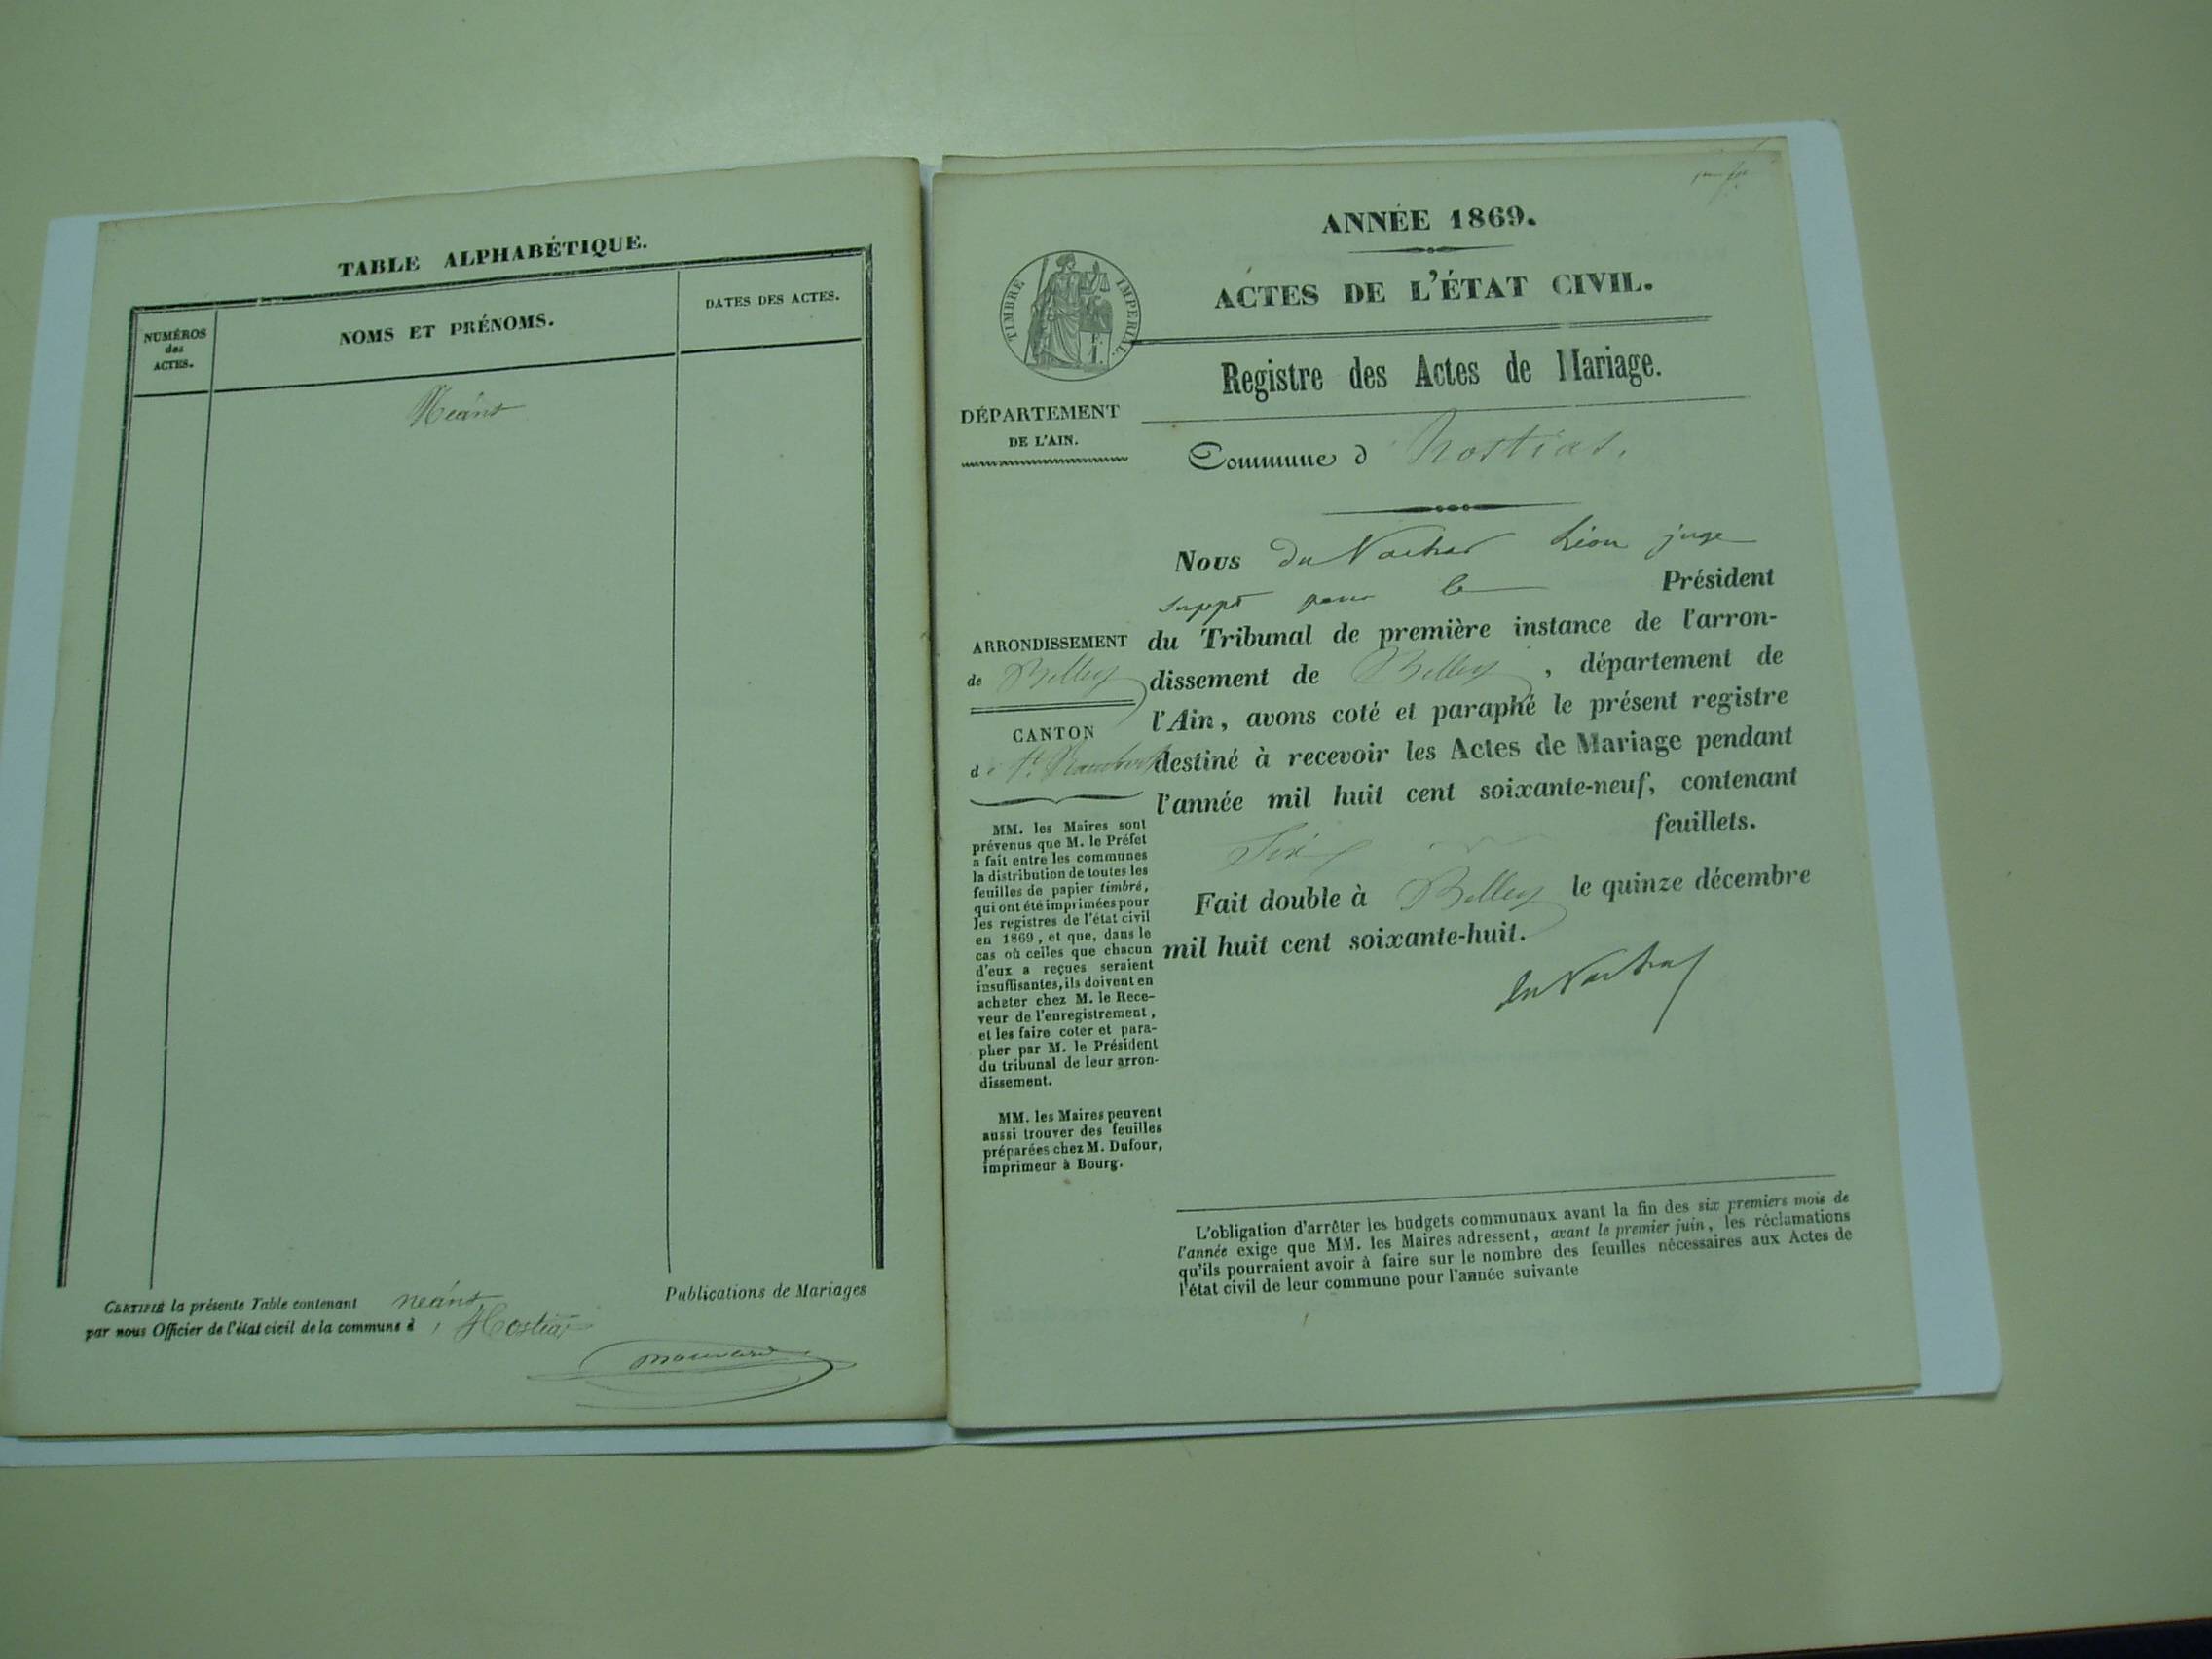 TABLE ALPHABÉTIQUE.
NUMÉROS
des
ACTES.
NOMS ET PRÉNOMS.
DATES DES ACTES.
Néant
CERTIFIÉ la présente Table contenant néant Publications de Mariages
par nous Officier de l'état civil de la commune d Hostias
ANNÉE 1869.
ACTES DE L'ÉTAT CIVIL.
TIMBRE IMPERIAL.
F.
1.
Registre des Actes de Mariage.
DÉPARTEMENT
DE L'AIN.
Commune d' hostias.
Nous du Nachar Léon juge
suppt pour le Président
du Tribunal de première instance de l'arron-
dissement de Belley, département de
l'Ain, avons coté et paraphé le présent registre
destiné à recevoir les Actes de Mariage pendant
l'année mil huit cent soixante-neuf, contenant
Six feuillets.
Fait double à Belley le quinze décembre
mil huit cent soixante-huit.
ARRONDISSEMENT
de Belley
CANTON
de St. Rambert
MM. les Maires sont
prévenus que M. le Préfet
a fait entre les communes
la distribution de toutes les
feuilles de papier timbré,
qui ont été imprimées pour
les registres de l'état civil
en 1869, et que, dans le
cas où celles que chacun
d'eux a reçues seraient
insuffisantes, ils doivent en
acheter chez M. le Rece-
veur de l'enregistrement,
et les faire coter et para-
pher par M. le Président
du tribunal de leur arron-
dissement.
MM. les Maires peuvent
aussi trouver des feuilles
préparées chez M. Dufour,
imprimeur à Bourg.
L'obligation d'arrêter les budgets communaux avant la fin des six premiers mois de
l'année exige que MM. les Maires adressent, avant le premier juin, les réclamations
qu'ils pourraient avoir à faire sur le nombre des feuilles nécessaires aux Actes de
l'état civil de leur commune pour l'année suivante